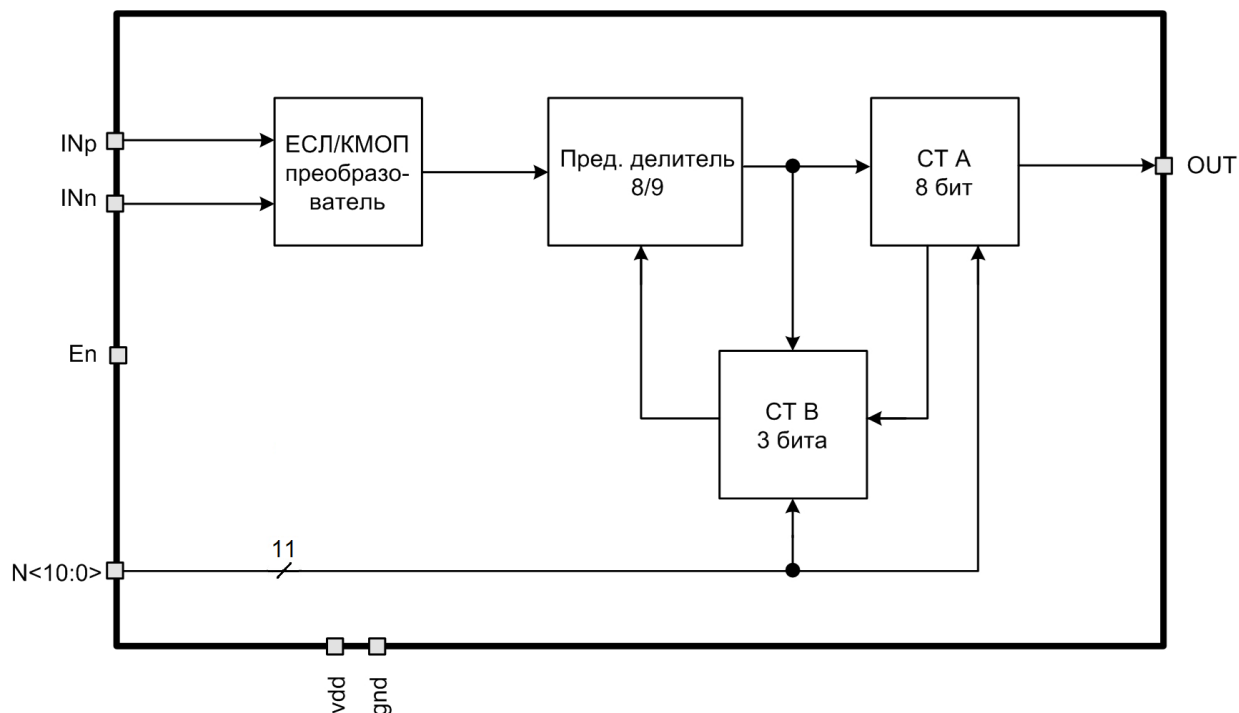 INp
INn
ЕСЛ/КМОП
преобразо-
ватель
Пред. делитель
8/9
СТ А
8 бит
OUT
En
СТ В
3 бита
N<10:0>
11
vdd
gnd